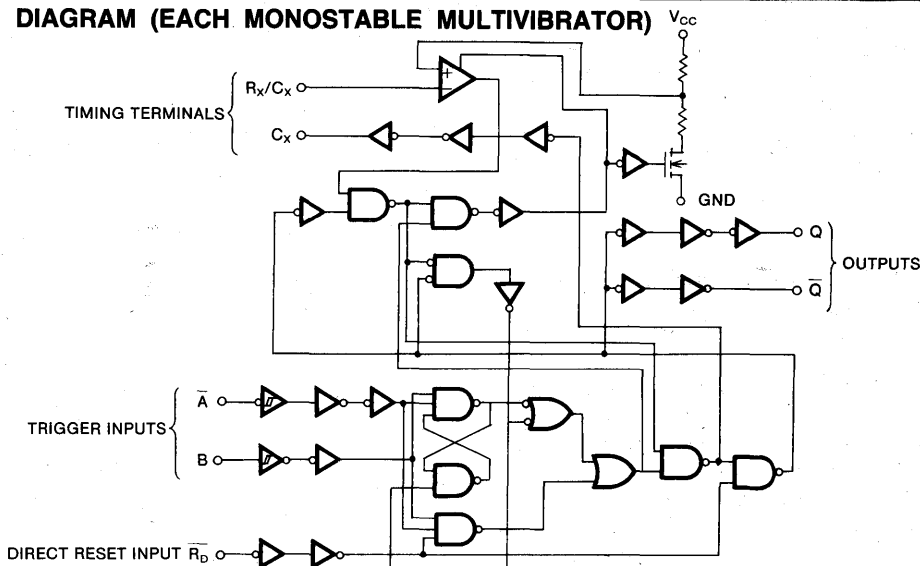 DIAGRAM (EACH MONOSTABLE MULTIVIBRATOR)
VCC
TIMING TERMINALS
RX/CX
CX
+
−
GND
Q
Q̅
OUTPUTS
TRIGGER INPUTS
A̅
B
DIRECT RESET INPUT R̅D̅